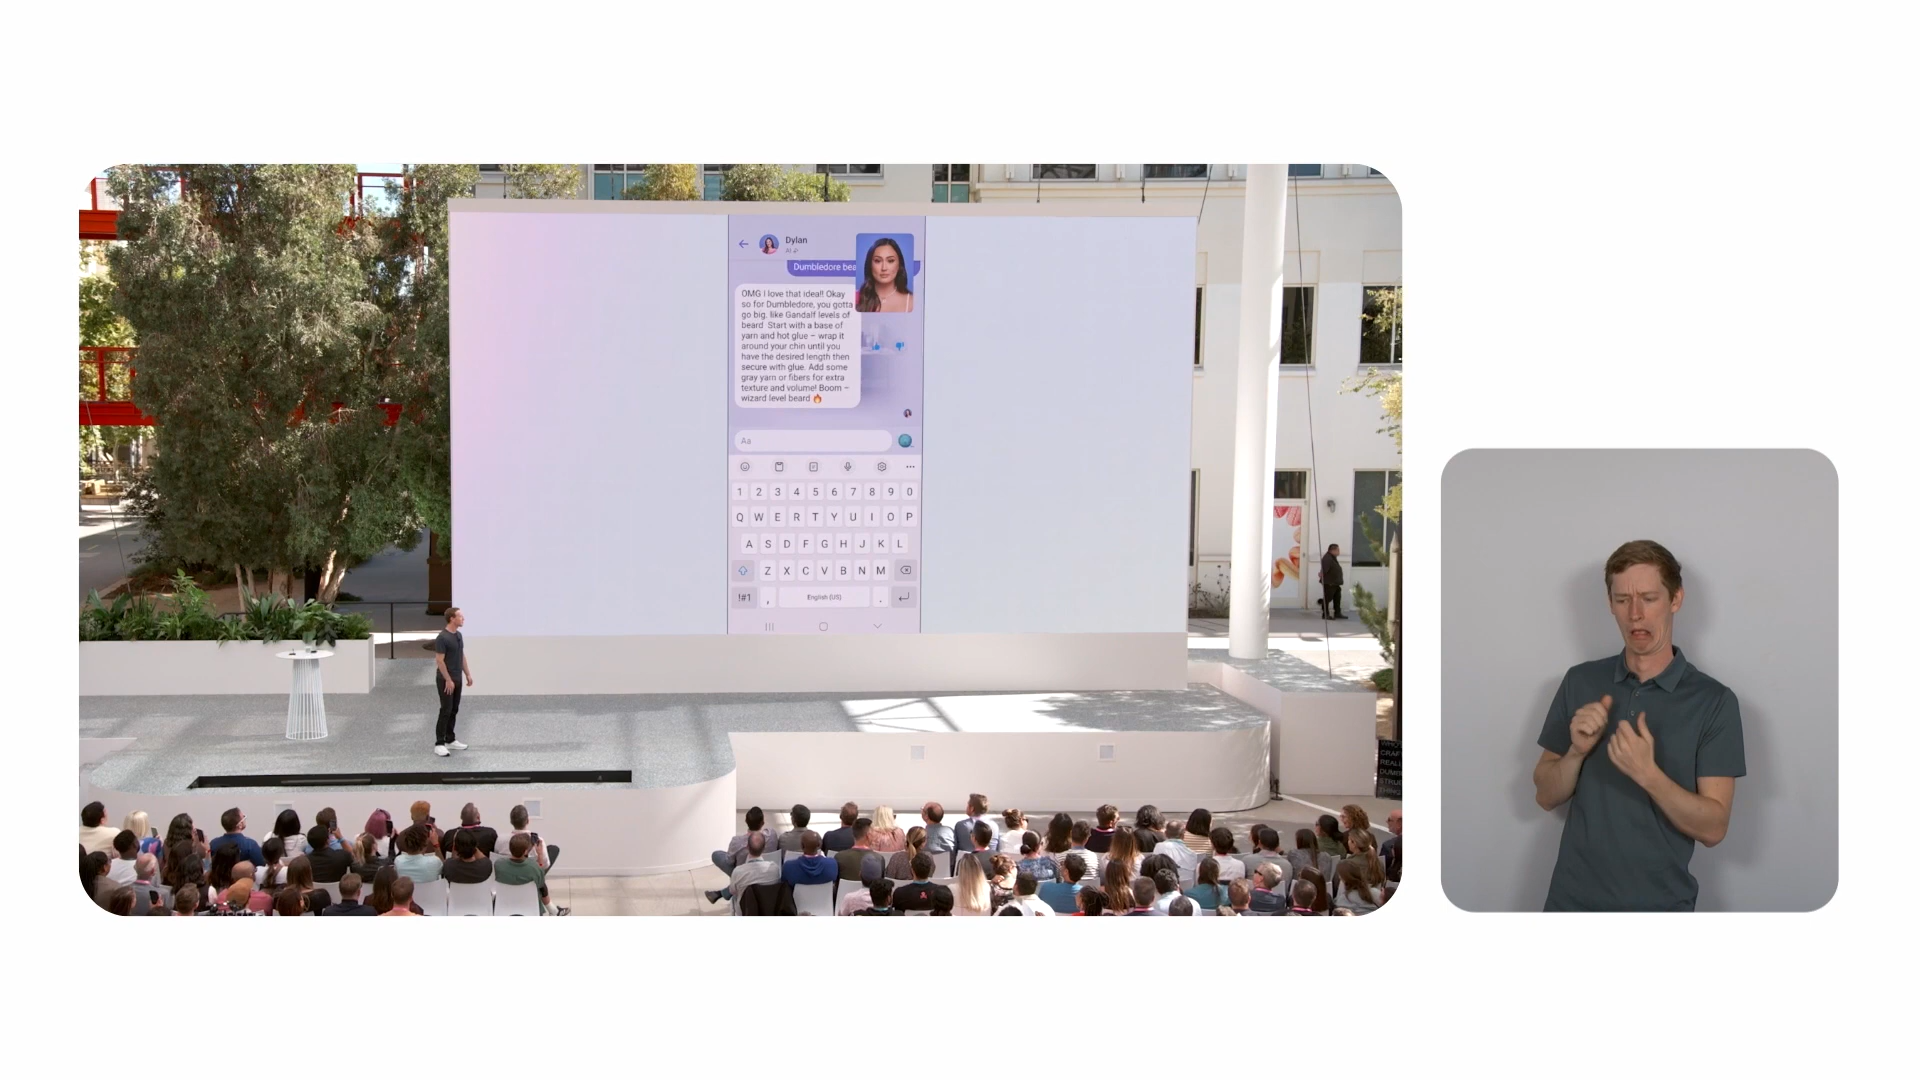 Dylan
AI
Dumbledore bea
OMG I love that idea!! Okay
so for Dumbledore, you gotta
go big. like Gandalf levels of
beard Start with a base of
yarn and hot glue – wrap it
around your chin until you
have the desired length then
secure with glue. Add some
gray yarn or fibers for extra
texture and volume! Boom –
wizard level beard
Aa
1 2 3 4 5 6 7 8 9 0
Q W E R T Y U I O P
A S D F G H J K L
Z X C V B N M
!#1 , English (US) .